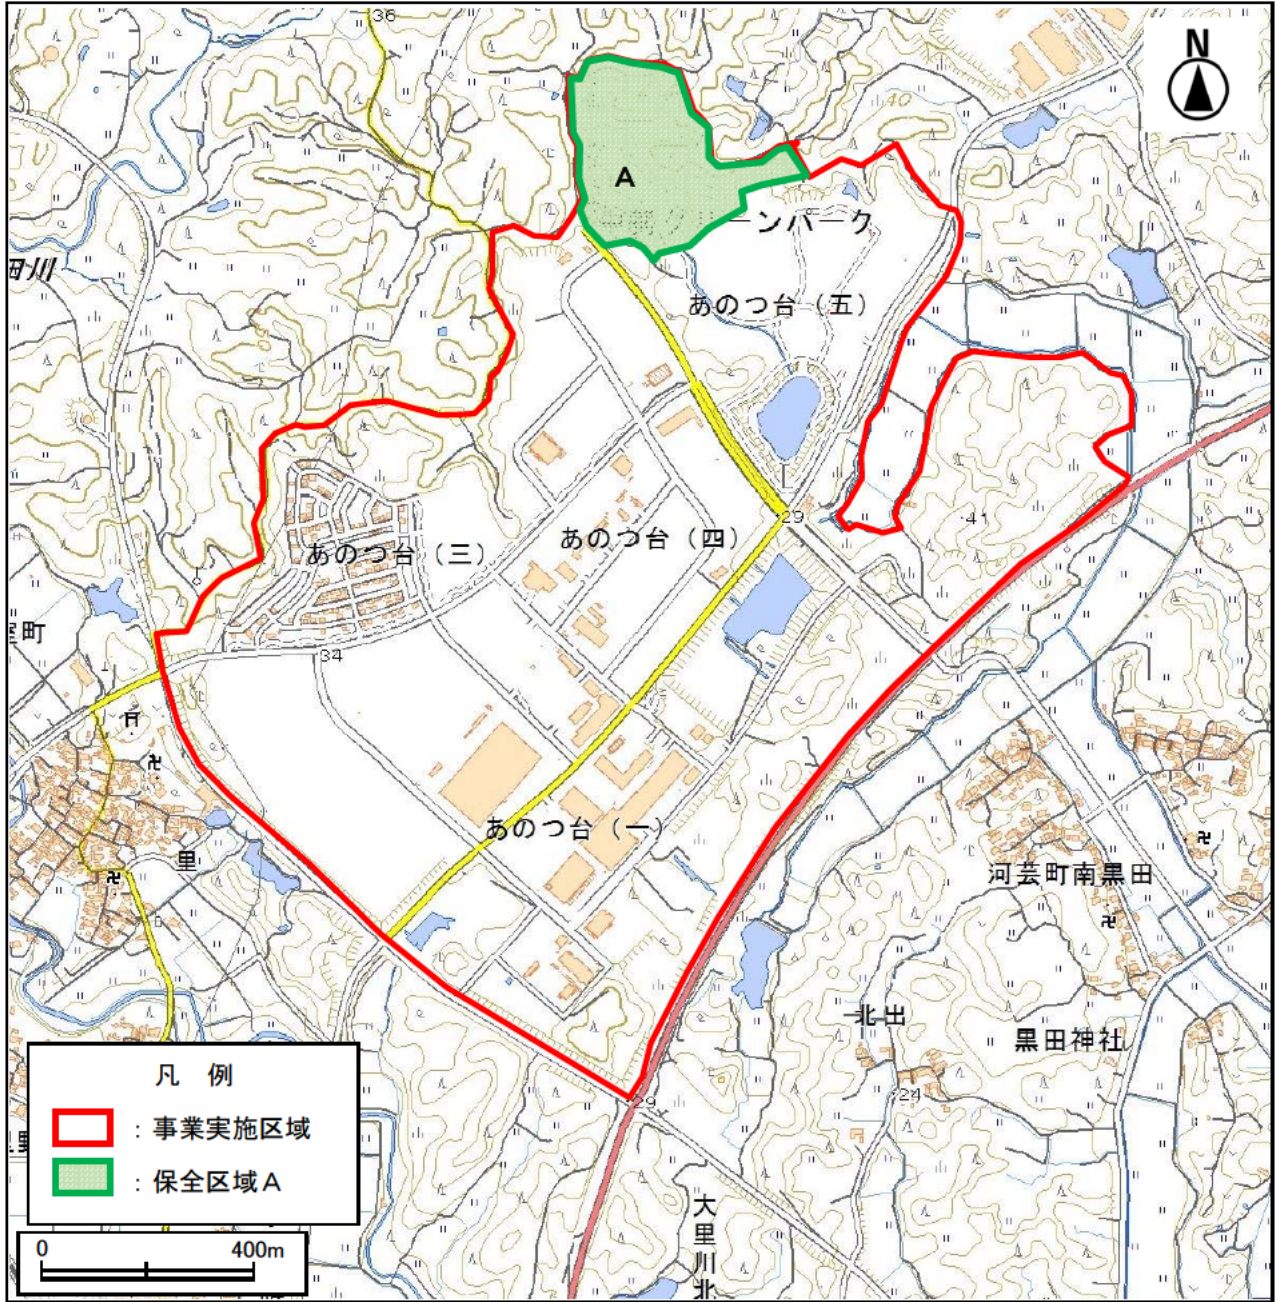 36
N
40
A
ーンパーク
田川
あのつ台（五）
29
41
あのつ台（四）
あのつ台（三）
町
34
あのつ台（一）
里
河芸町南黒田
北出
黒田神社
24
29
凡 例
：事業実施区域
：保全区域A
0 400m
大里川北